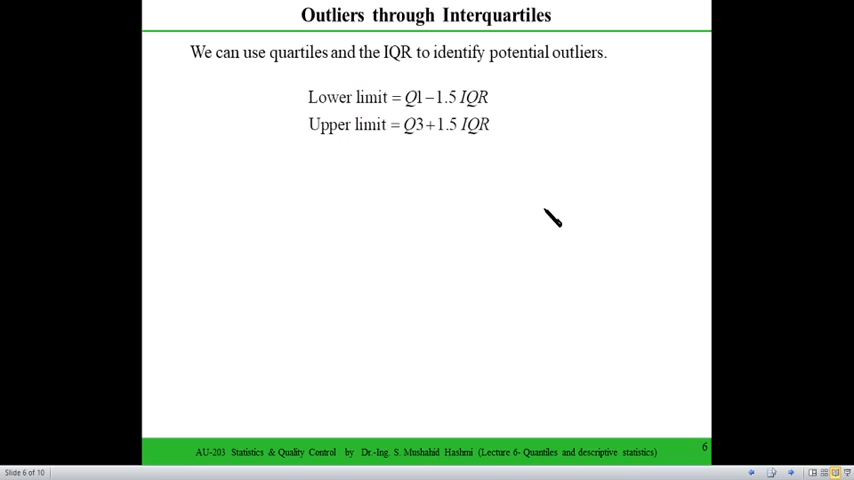 Outliers through Interquartiles
We can use quartiles and the IQR to identify potential outliers.
Lower limit = Q1−1.5 IQR
Upper limit = Q3+1.5 IQR
AU-203 Statistics & Quality Control by Dr.-Ing. S. Mushahid Hashmi (Lecture 6- Quantiles and descriptive statistics)
6
Slide 6 of 10